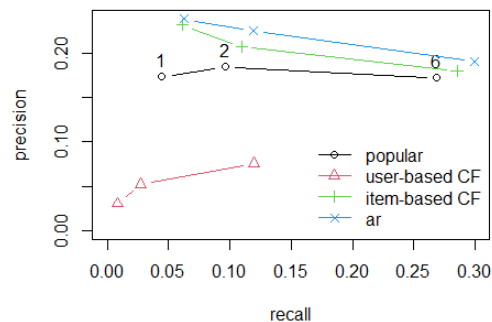 1
2
6
precision
0.00
0.10
0.20
popular
user-based CF
item-based CF
ar
0.00 0.05 0.10 0.15 0.20 0.25 0.30
recall